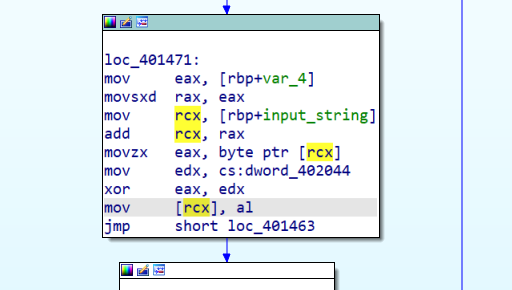 loc_401471:
mov eax, [rbp+var_4]
movsxd rax, eax
mov rcx, [rbp+input_string]
add rcx, rax
movzx eax, byte ptr [rcx]
mov edx, cs:dword_402044
xor eax, edx
mov [rcx], al
jmp short loc_401463